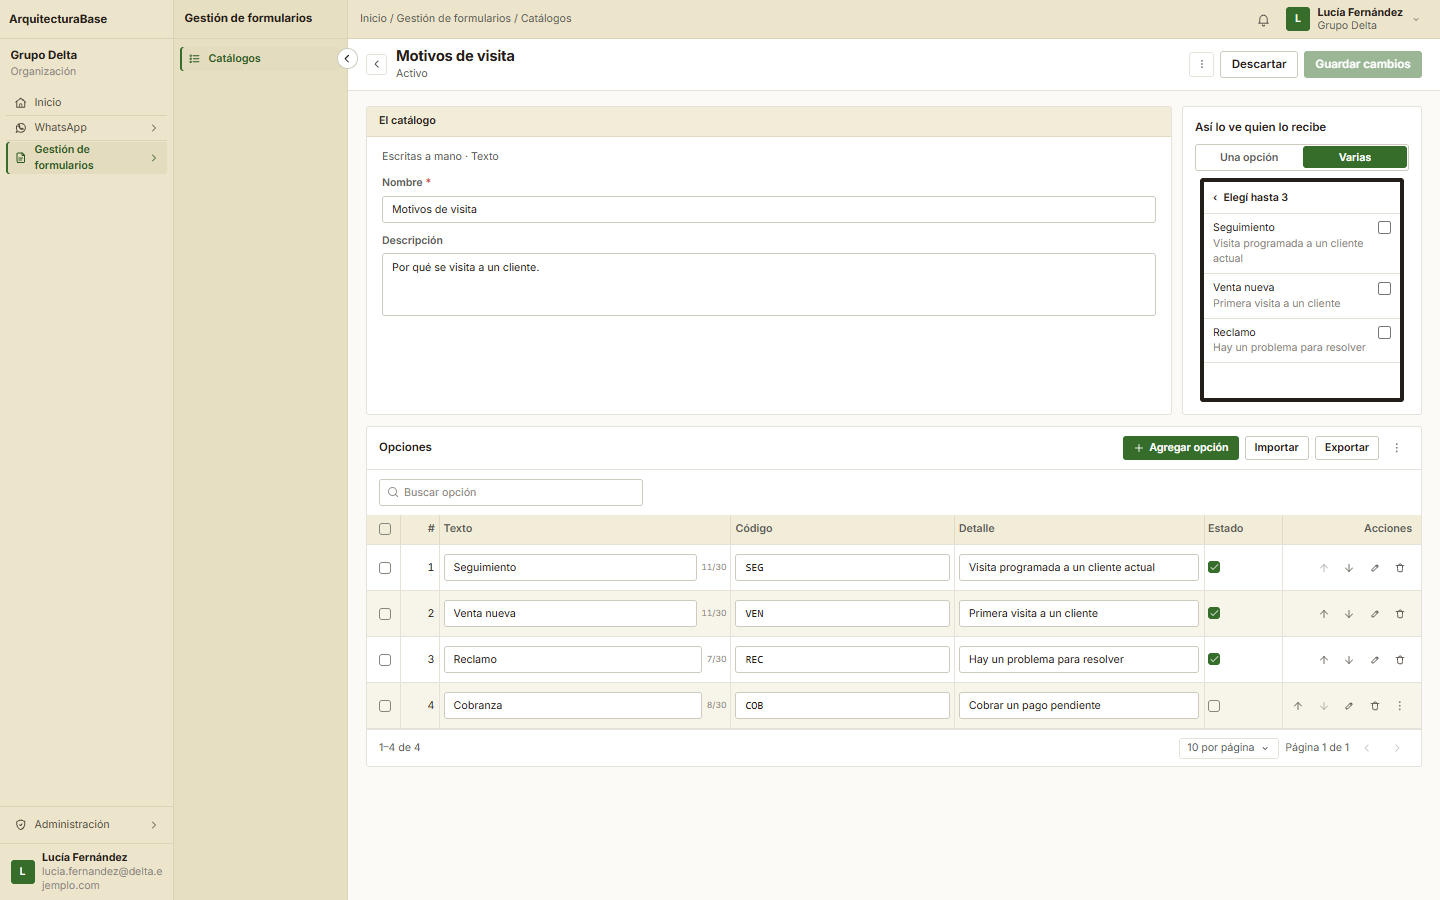 ArquitecturaBase
Grupo Delta
Organización
Inicio
WhatsApp
Gestión de
formularios
Administración
L
Lucía Fernández
lucia.fernandez@delta.e
jemplo.com
Gestión de formularios
Catálogos
Inicio / Gestión de formularios / Catálogos
L
Lucía Fernández
Grupo Delta
Motivos de visita
Activo
Descartar
Guardar cambios
El catálogo
Escritas a mano · Texto
Nombre *
Motivos de visita
Descripción
Por qué se visita a un cliente.
Así lo ve quien lo recibe
Una opción
Varias
‹ Elegí hasta 3
Seguimiento
Visita programada a un cliente
actual
Venta nueva
Primera visita a un cliente
Reclamo
Hay un problema para resolver
Opciones
+ Agregar opción
Importar
Exportar
Buscar opción
# Texto Código Detalle Estado Acciones
1 Seguimiento 11/30 SEG Visita programada a un cliente actual
2 Venta nueva 11/30 VEN Primera visita a un cliente
3 Reclamo 7/30 REC Hay un problema para resolver
4 Cobranza 8/30 COB Cobrar un pago pendiente
1–4 de 4
10 por página
Página 1 de 1